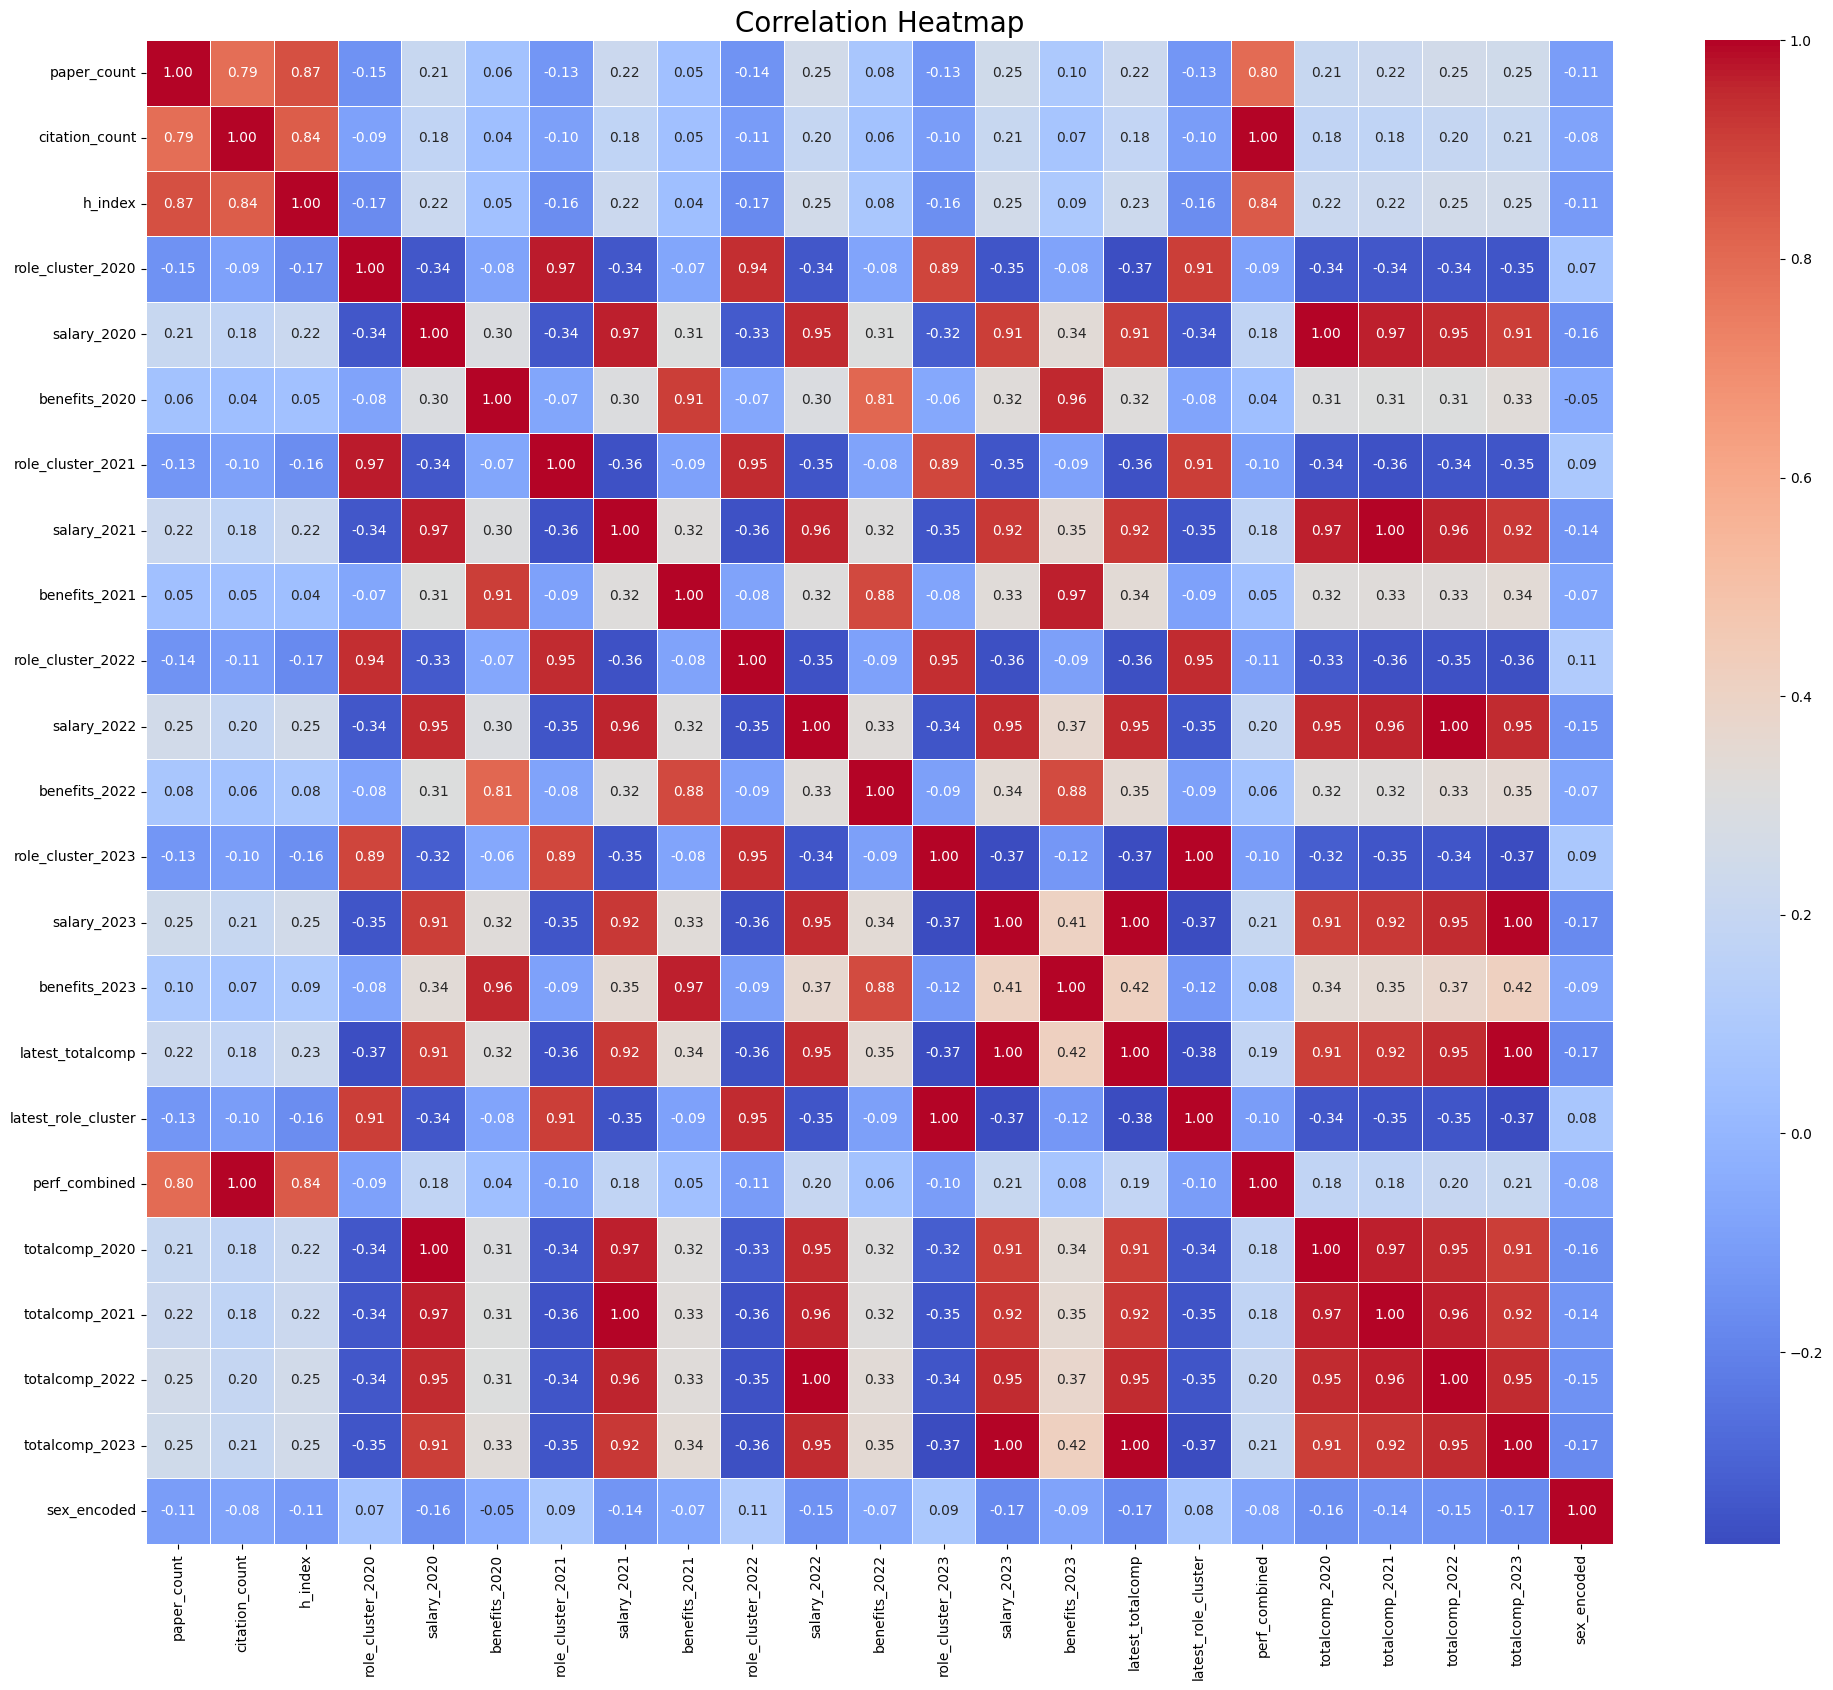 Correlation Heatmap
paper_count 1.00 0.79 0.87 -0.15 0.21 0.06 -0.13 0.22 0.05 -0.14 0.25 0.08 -0.13 0.25 0.10 0.22 -0.13 0.80 0.21 0.22 0.25 0.25 -0.11
citation_count 0.79 1.00 0.84 -0.09 0.18 0.04 -0.10 0.18 0.05 -0.11 0.20 0.06 -0.10 0.21 0.07 0.18 -0.10 1.00 0.18 0.18 0.20 0.21 -0.08
h_index 0.87 0.84 1.00 -0.17 0.22 0.05 -0.16 0.22 0.04 -0.17 0.25 0.08 -0.16 0.25 0.09 0.23 -0.16 0.84 0.22 0.22 0.25 0.25 -0.11
role_cluster_2020 -0.15 -0.09 -0.17 1.00 -0.34 -0.08 0.97 -0.34 -0.07 0.94 -0.34 -0.08 0.89 -0.35 -0.08 -0.37 0.91 -0.09 -0.34 -0.34 -0.34 -0.35 0.07
salary_2020 0.21 0.18 0.22 -0.34 1.00 0.30 -0.34 0.97 0.31 -0.33 0.95 0.31 -0.32 0.91 0.34 0.91 -0.34 0.18 1.00 0.97 0.95 0.91 -0.16
benefits_2020 0.06 0.04 0.05 -0.08 0.30 1.00 -0.07 0.30 0.91 -0.07 0.30 0.81 -0.06 0.32 0.96 0.32 -0.08 0.04 0.31 0.31 0.31 0.33 -0.05
role_cluster_2021 -0.13 -0.10 -0.16 0.97 -0.34 -0.07 1.00 -0.36 -0.09 0.95 -0.35 -0.08 0.89 -0.35 -0.09 -0.36 0.91 -0.10 -0.34 -0.36 -0.34 -0.35 0.09
salary_2021 0.22 0.18 0.22 -0.34 0.97 0.30 -0.36 1.00 0.32 -0.36 0.96 0.32 -0.35 0.92 0.35 0.92 -0.35 0.18 0.97 1.00 0.96 0.92 -0.14
benefits_2021 0.05 0.05 0.04 -0.07 0.31 0.91 -0.09 0.32 1.00 -0.08 0.32 0.88 -0.08 0.33 0.97 0.34 -0.09 0.05 0.32 0.33 0.33 0.34 -0.07
role_cluster_2022 -0.14 -0.11 -0.17 0.94 -0.33 -0.07 0.95 -0.36 -0.08 1.00 -0.35 -0.09 0.95 -0.36 -0.09 -0.36 0.95 -0.11 -0.33 -0.36 -0.35 -0.36 0.11
salary_2022 0.25 0.20 0.25 -0.34 0.95 0.30 -0.35 0.96 0.32 -0.35 1.00 0.33 -0.34 0.95 0.37 0.95 -0.35 0.20 0.95 0.96 1.00 0.95 -0.15
benefits_2022 0.08 0.06 0.08 -0.08 0.31 0.81 -0.08 0.32 0.88 -0.09 0.33 1.00 -0.09 0.34 0.88 0.35 -0.09 0.06 0.32 0.32 0.33 0.35 -0.07
role_cluster_2023 -0.13 -0.10 -0.16 0.89 -0.32 -0.06 0.89 -0.35 -0.08 0.95 -0.34 -0.09 1.00 -0.37 -0.12 -0.37 1.00 -0.10 -0.32 -0.35 -0.34 -0.37 0.09
salary_2023 0.25 0.21 0.25 -0.35 0.91 0.32 -0.35 0.92 0.33 -0.36 0.95 0.34 -0.37 1.00 0.41 1.00 -0.37 0.21 0.91 0.92 0.95 1.00 -0.17
benefits_2023 0.10 0.07 0.09 -0.08 0.34 0.96 -0.09 0.35 0.97 -0.09 0.37 0.88 -0.12 0.41 1.00 0.42 -0.12 0.08 0.34 0.35 0.37 0.42 -0.09
latest_totalcomp 0.22 0.18 0.23 -0.37 0.91 0.32 -0.36 0.92 0.34 -0.36 0.95 0.35 -0.37 1.00 0.42 1.00 -0.38 0.19 0.91 0.92 0.95 1.00 -0.17
latest_role_cluster -0.13 -0.10 -0.16 0.91 -0.34 -0.08 0.91 -0.35 -0.09 0.95 -0.35 -0.09 1.00 -0.37 -0.12 -0.38 1.00 -0.10 -0.34 -0.35 -0.35 -0.37 0.08
perf_combined 0.80 1.00 0.84 -0.09 0.18 0.04 -0.10 0.18 0.05 -0.11 0.20 0.06 -0.10 0.21 0.08 0.19 -0.10 1.00 0.18 0.18 0.20 0.21 -0.08
totalcomp_2020 0.21 0.18 0.22 -0.34 1.00 0.31 -0.34 0.97 0.32 -0.33 0.95 0.32 -0.32 0.91 0.34 0.91 -0.34 0.18 1.00 0.97 0.95 0.91 -0.16
totalcomp_2021 0.22 0.18 0.22 -0.34 0.97 0.31 -0.36 1.00 0.33 -0.36 0.96 0.32 -0.35 0.92 0.35 0.92 -0.35 0.18 0.97 1.00 0.96 0.92 -0.14
totalcomp_2022 0.25 0.20 0.25 -0.34 0.95 0.31 -0.34 0.96 0.33 -0.35 1.00 0.33 -0.34 0.95 0.37 0.95 -0.35 0.20 0.95 0.96 1.00 0.95 -0.15
totalcomp_2023 0.25 0.21 0.25 -0.35 0.91 0.33 -0.35 0.92 0.34 -0.36 0.95 0.35 -0.37 1.00 0.42 1.00 -0.37 0.21 0.91 0.92 0.95 1.00 -0.17
sex_encoded -0.11 -0.08 -0.11 0.07 -0.16 -0.05 0.09 -0.14 -0.07 0.11 -0.15 -0.07 0.09 -0.17 -0.09 -0.17 0.08 -0.08 -0.16 -0.14 -0.15 -0.17 1.00
paper_count
citation_count
h_index
role_cluster_2020
salary_2020
benefits_2020
role_cluster_2021
salary_2021
benefits_2021
role_cluster_2022
salary_2022
benefits_2022
role_cluster_2023
salary_2023
benefits_2023
latest_totalcomp
latest_role_cluster
perf_combined
totalcomp_2020
totalcomp_2021
totalcomp_2022
totalcomp_2023
sex_encoded
1.0
0.8
0.6
0.4
0.2
0.0
−0.2